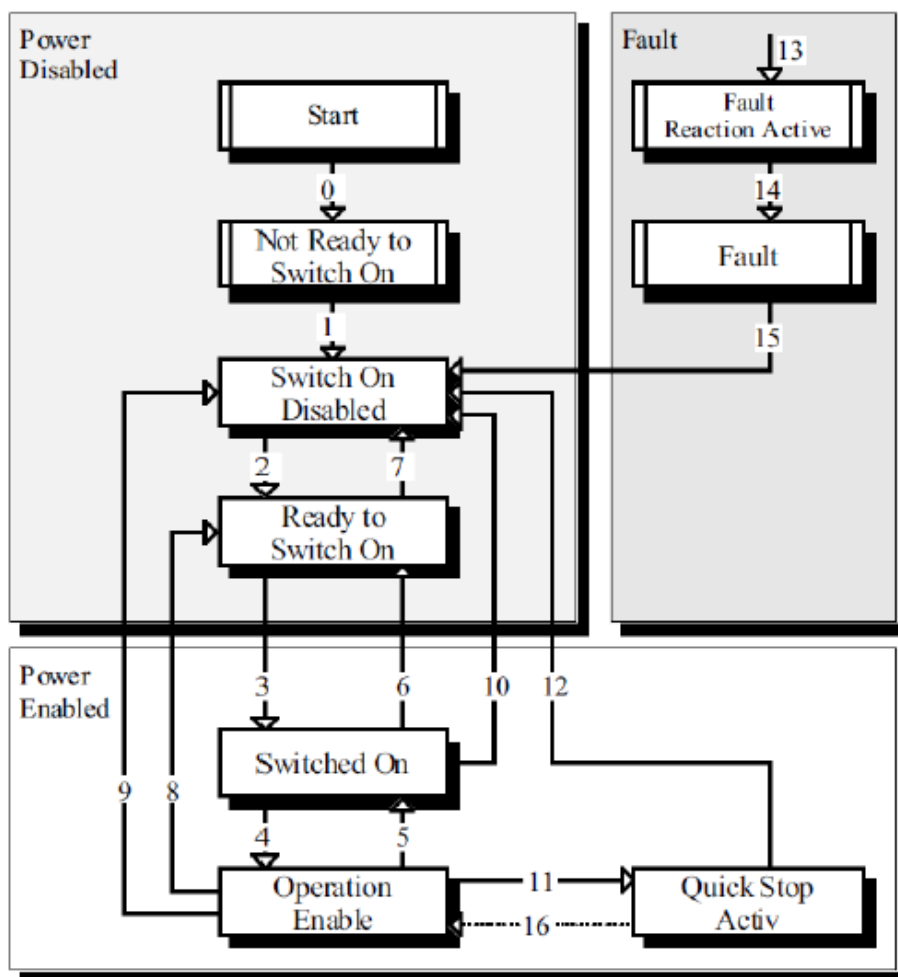 Power
Disabled
Start
0
Not Ready to
Switch On
1
Switch On
Disabled
2
7
Ready to
Switch On
Fault
13
Fault
Reaction Active
14
Fault
15
Power
Enabled
3
6
10
12
Switched On
9
8
4
5
Operation
Enable
11
16
Quick Stop
Activ